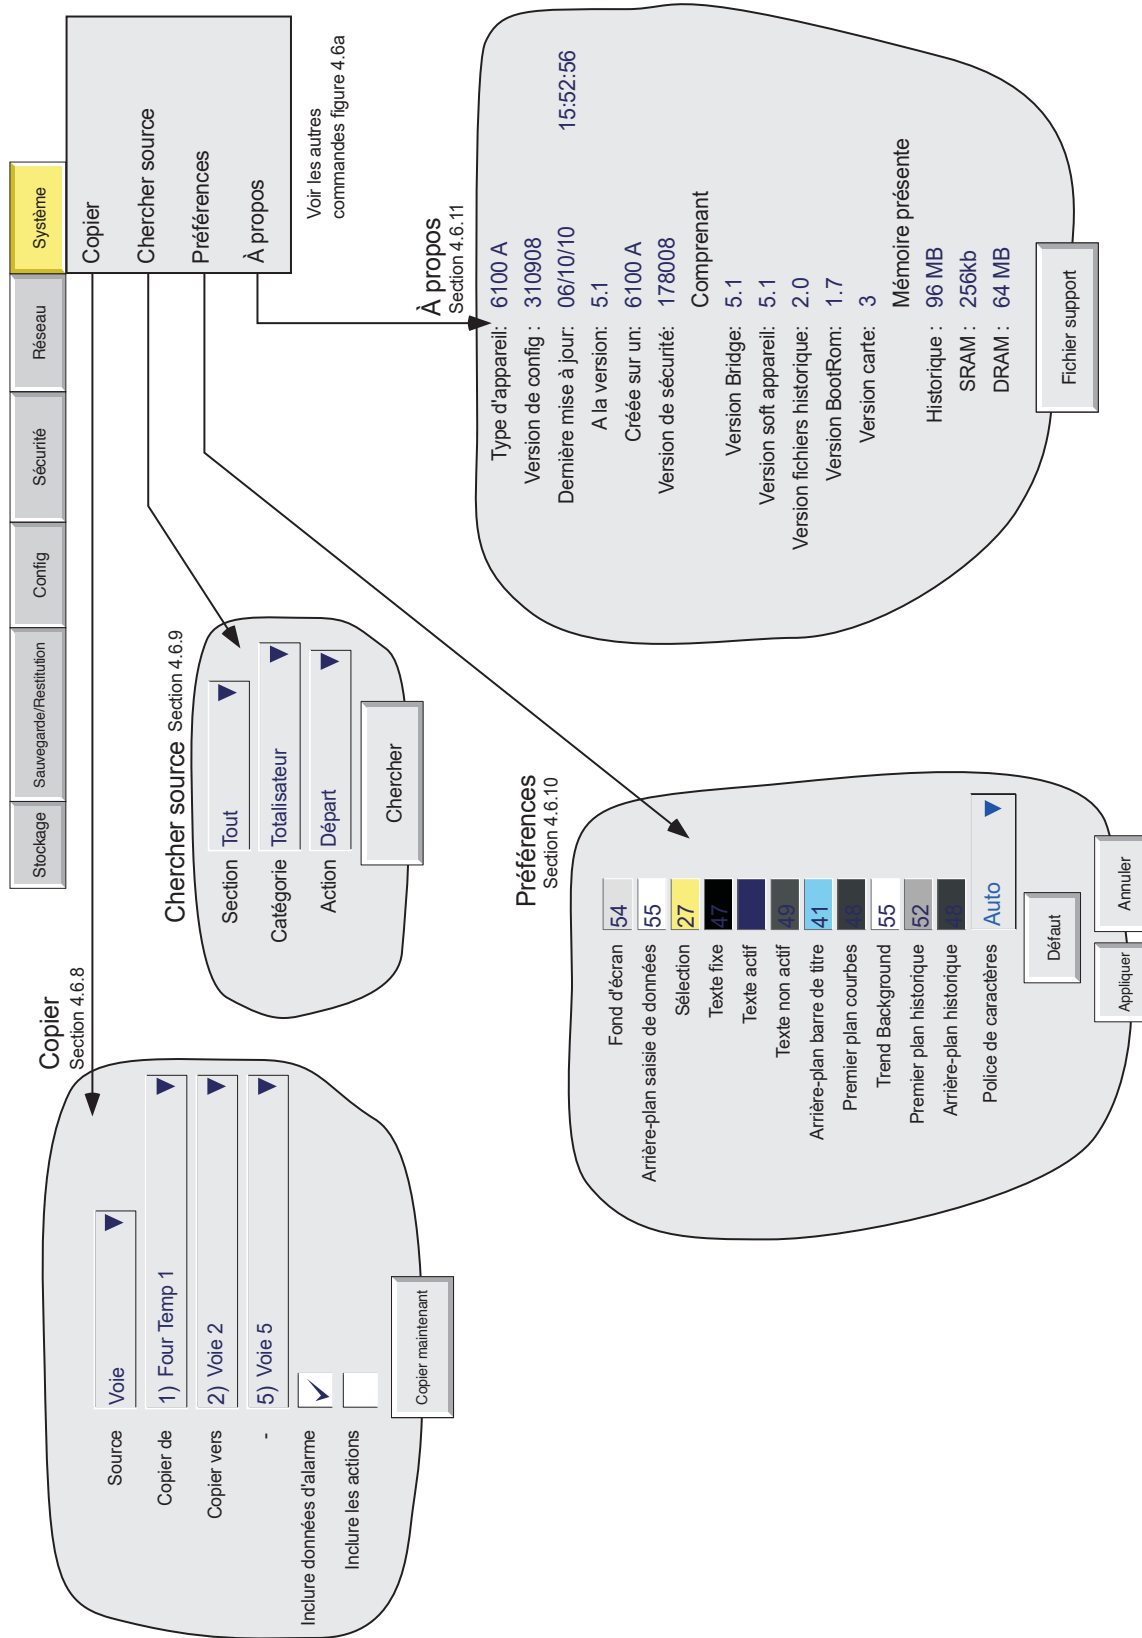 Stockage
Sauvegarde/Restitution
Config
Sécurité
Réseau
Système
Copier
Chercher source
Préférences
À propos
Voir les autres
commandes figure 4.6a
Copier
Section 4.6.8
Source Voie
Copier de 1) Four Temp 1
Copier vers 2) Voie 2
- 5) Voie 5
Inclure données d'alarme
Inclure les actions
Copier maintenant
Chercher source Section 4.6.9
Section Tout
Catégorie Totalisateur
Action Départ
Chercher
Préférences
Section 4.6.10
Fond d'écran 54
Arrière-plan saisie de données 55
Sélection 27
Texte fixe 47
Texte actif
Texte non actif 49
Arrière-plan barre de titre 41
Premier plan courbes 48
Trend Background 55
Premier plan historique 52
Arrière-plan historique 48
Police de caractères Auto
Défaut
Appliquer
Annuler
À propos
Section 4.6.11
Type d'appareil: 6100 A
Version de config : 310908
Dernière mise à jour: 06/10/10 15:52:56
A la version: 5.1
Créée sur un: 6100 A
Version de sécurité: 178008
Comprenant
Version Bridge: 5.1
Version soft appareil: 5.1
Version fichiers historique: 2.0
Version BootRom: 1.7
Version carte: 3
Mémoire présente
Historique : 96 MB
SRAM : 256kb
DRAM : 64 MB
Fichier support